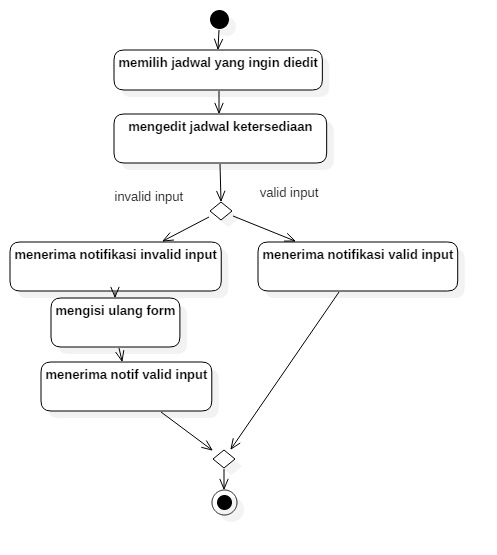 memilih jadwal yang ingin diedit
mengedit jadwal ketersediaan
invalid input
valid input
menerima notifikasi invalid input
menerima notifikasi valid input
mengisi ulang form
menerima notif valid input